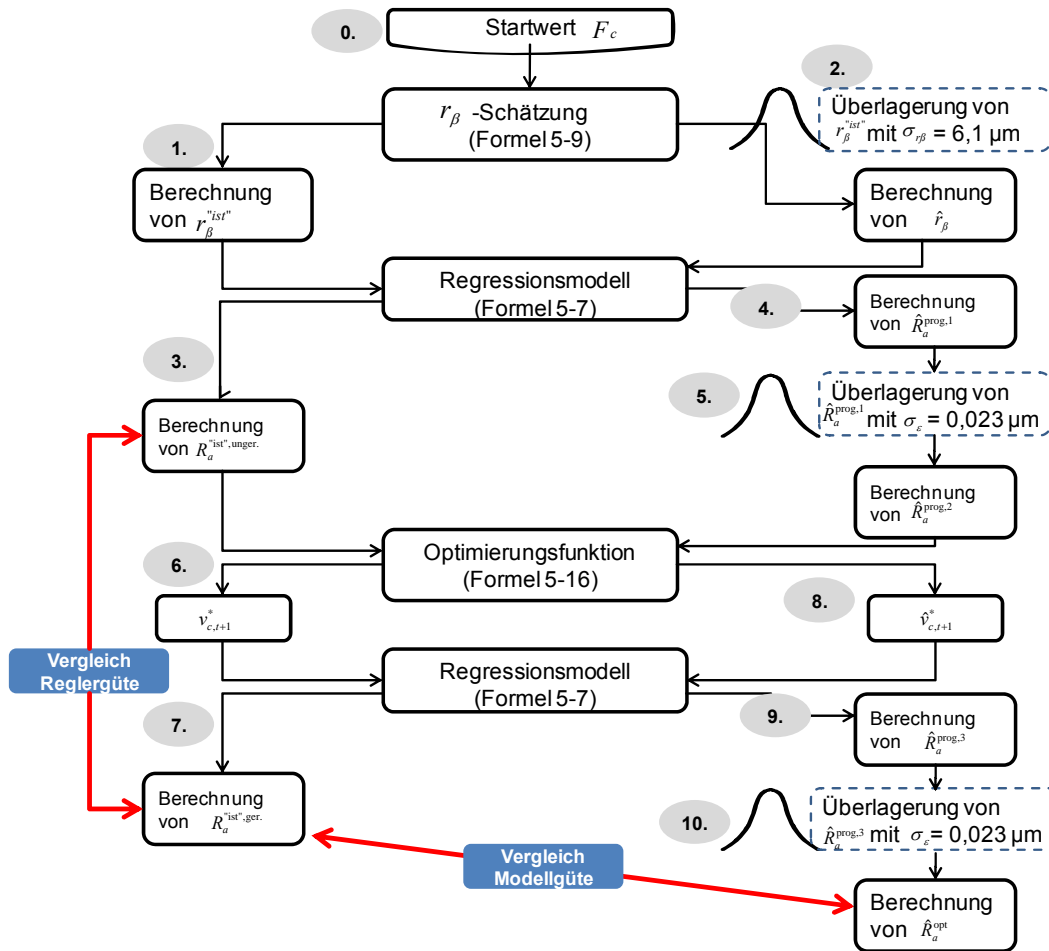 0.
Startwert F_c
2.
r_β -Schätzung
(Formel 5-9)
Überlagerung von
r_β^"ist" mit σ_rβ = 6,1 µm
1.
Berechnung
von r_β^"ist"
Berechnung
von r̂_β
Regressionsmodell
(Formel 5-7)
4.
Berechnung
von R̂_a^prog,1
3.
5.
Überlagerung von
R̂_a^prog,1 mit σ_ε = 0,023 µm
Berechnung
von R_a^"ist",unger.
Berechnung
von R̂_a^prog,2
Optimierungsfunktion
(Formel 5-16)
6.
8.
v*_c,t+1
v̂*_c,t+1
Vergleich
Reglergüte
Regressionsmodell
(Formel 5-7)
7.
9.
Berechnung
von R̂_a^prog,3
Berechnung
von R_a^"ist",ger.
10.
Überlagerung von
R̂_a^prog,3 mit σ_ε = 0,023 µm
Vergleich
Modellgüte
Berechnung
von R̂_a^opt